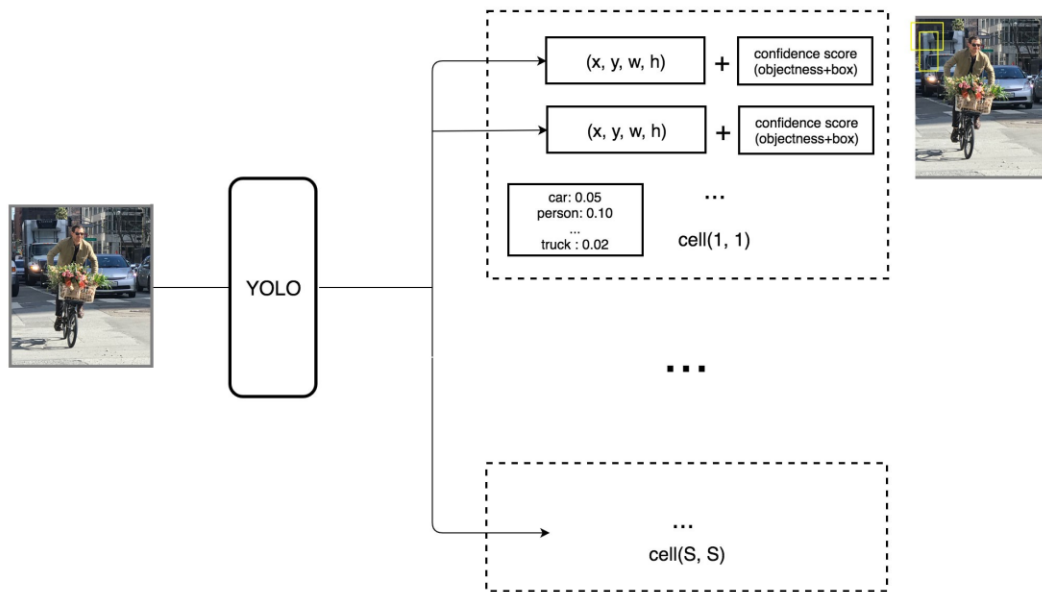 (x, y, w, h)
+
confidence score
(objectness+box)
(x, y, w, h)
+
confidence score
(objectness+box)
car: 0.05
person: 0.10
...
truck : 0.02
...
cell(1, 1)
YOLO
...
...
cell(S, S)